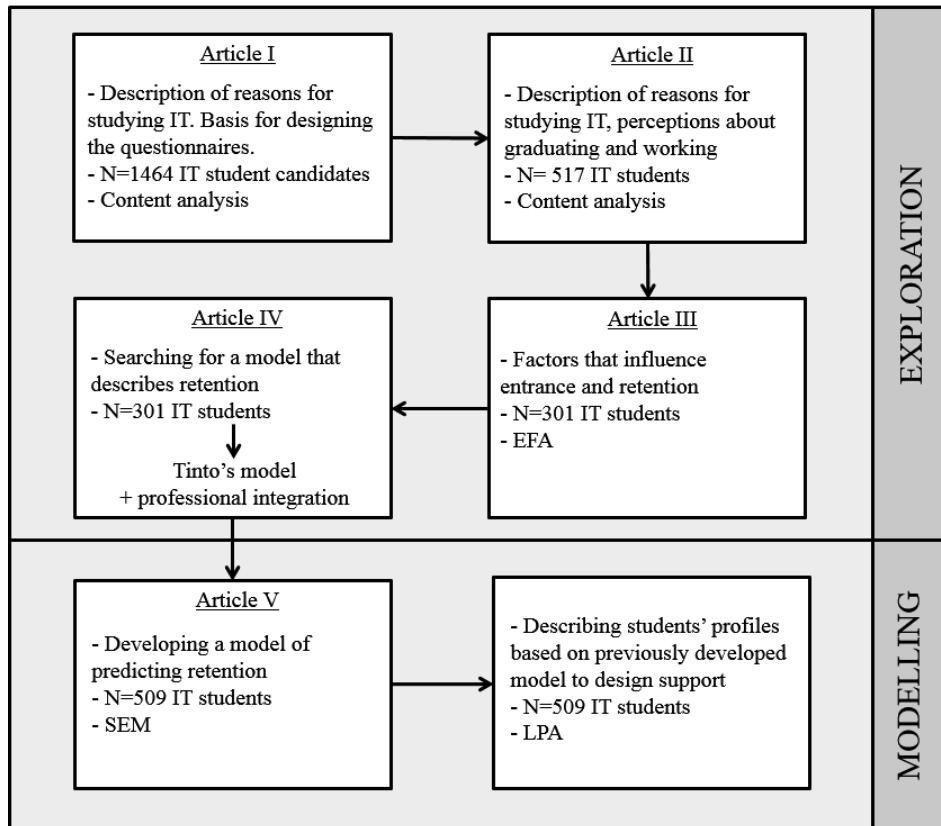 Article I
- Description of reasons for
studying IT. Basis for designing
the questionnaires.
- N=1464 IT student candidates
- Content analysis
Article II
- Description of reasons for
studying IT, perceptions about
graduating and working
- N= 517 IT students
- Content analysis
Article III
- Factors that influence
entrance and retention
- N=301 IT students
- EFA
Article IV
- Searching for a model that
describes retention
- N=301 IT students
Tinto’s model
+ professional integration
EXPLORATION
Article V
- Developing a model of
predicting retention
- N=509 IT students
- SEM
- Describing students’ profiles
based on previously developed
model to design support
- N=509 IT students
- LPA
MODELLING